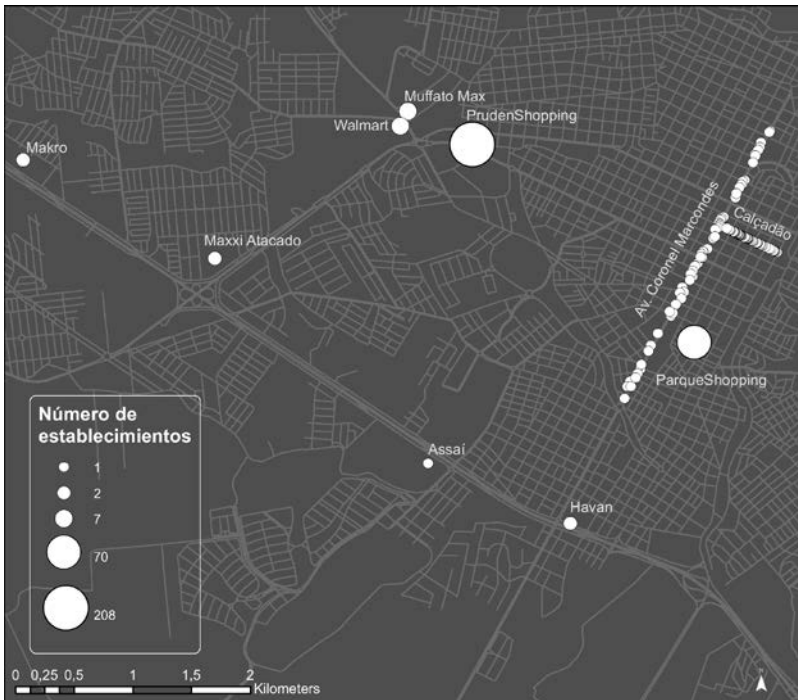 Muffato Max
Walmart
PrudenShopping
Makro
Calçadão
Maxxi Atacado
Av. Coronel Marcondes
ParqueShopping
Número de
establecimientos
1
2
7
70
208
Assaí
Havan
0 0,25 0,5 1 1,5 2
Kilometers